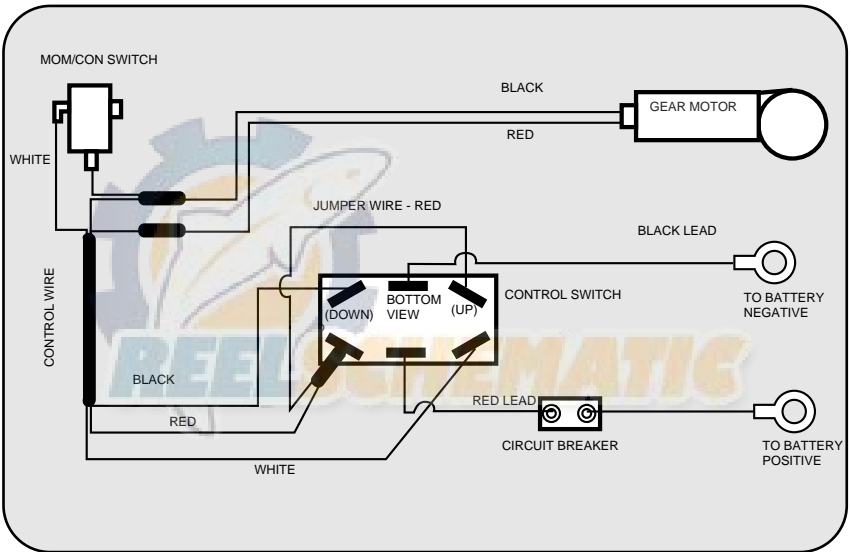 MOM/CON SWITCH
BLACK
GEAR MOTOR
RED
WHITE
JUMPER WIRE - RED
BLACK LEAD
CONTROL WIRE
CONTROL SWITCH
BOTTOM
VIEW
(DOWN)
(UP)
TO BATTERY
NEGATIVE
REELSCHEMATIC
BLACK
RED
RED LEAD
CIRCUIT BREAKER
TO BATTERY
POSITIVE
WHITE